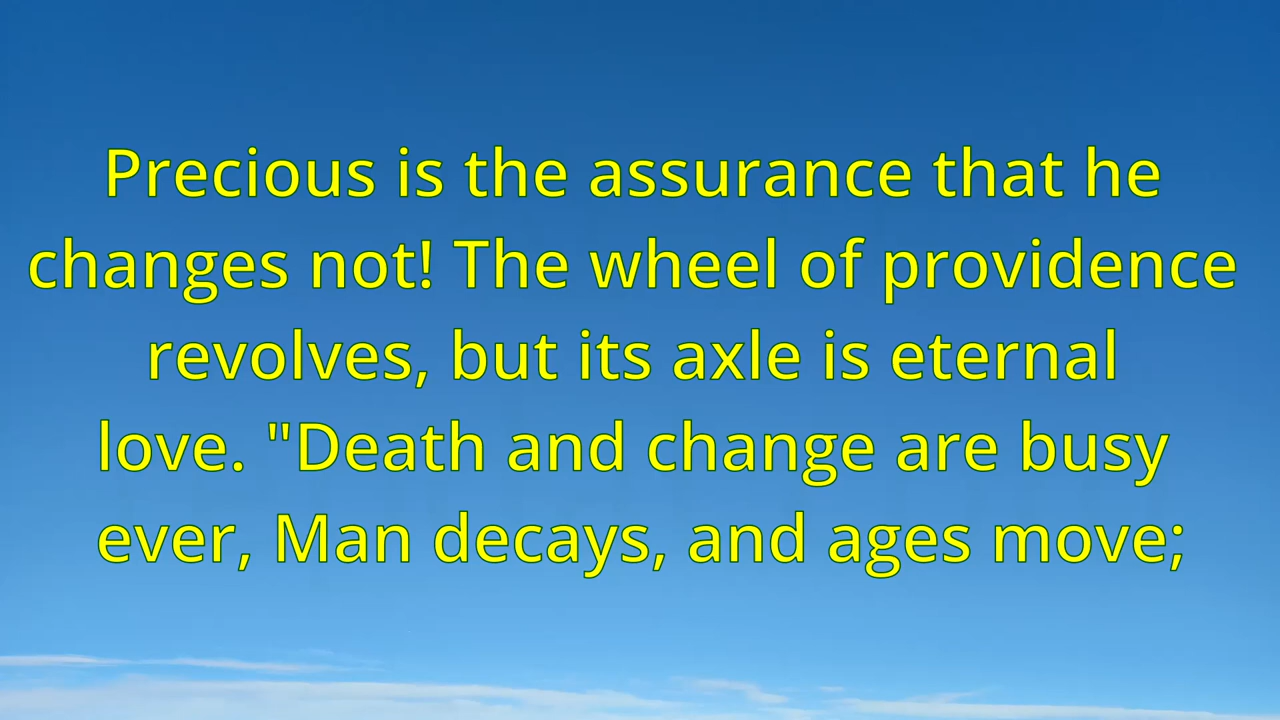 Precious is the assurance that he
changes not! The wheel of providence
revolves, but its axle is eternal
love. "Death and change are busy
ever, Man decays, and ages move;